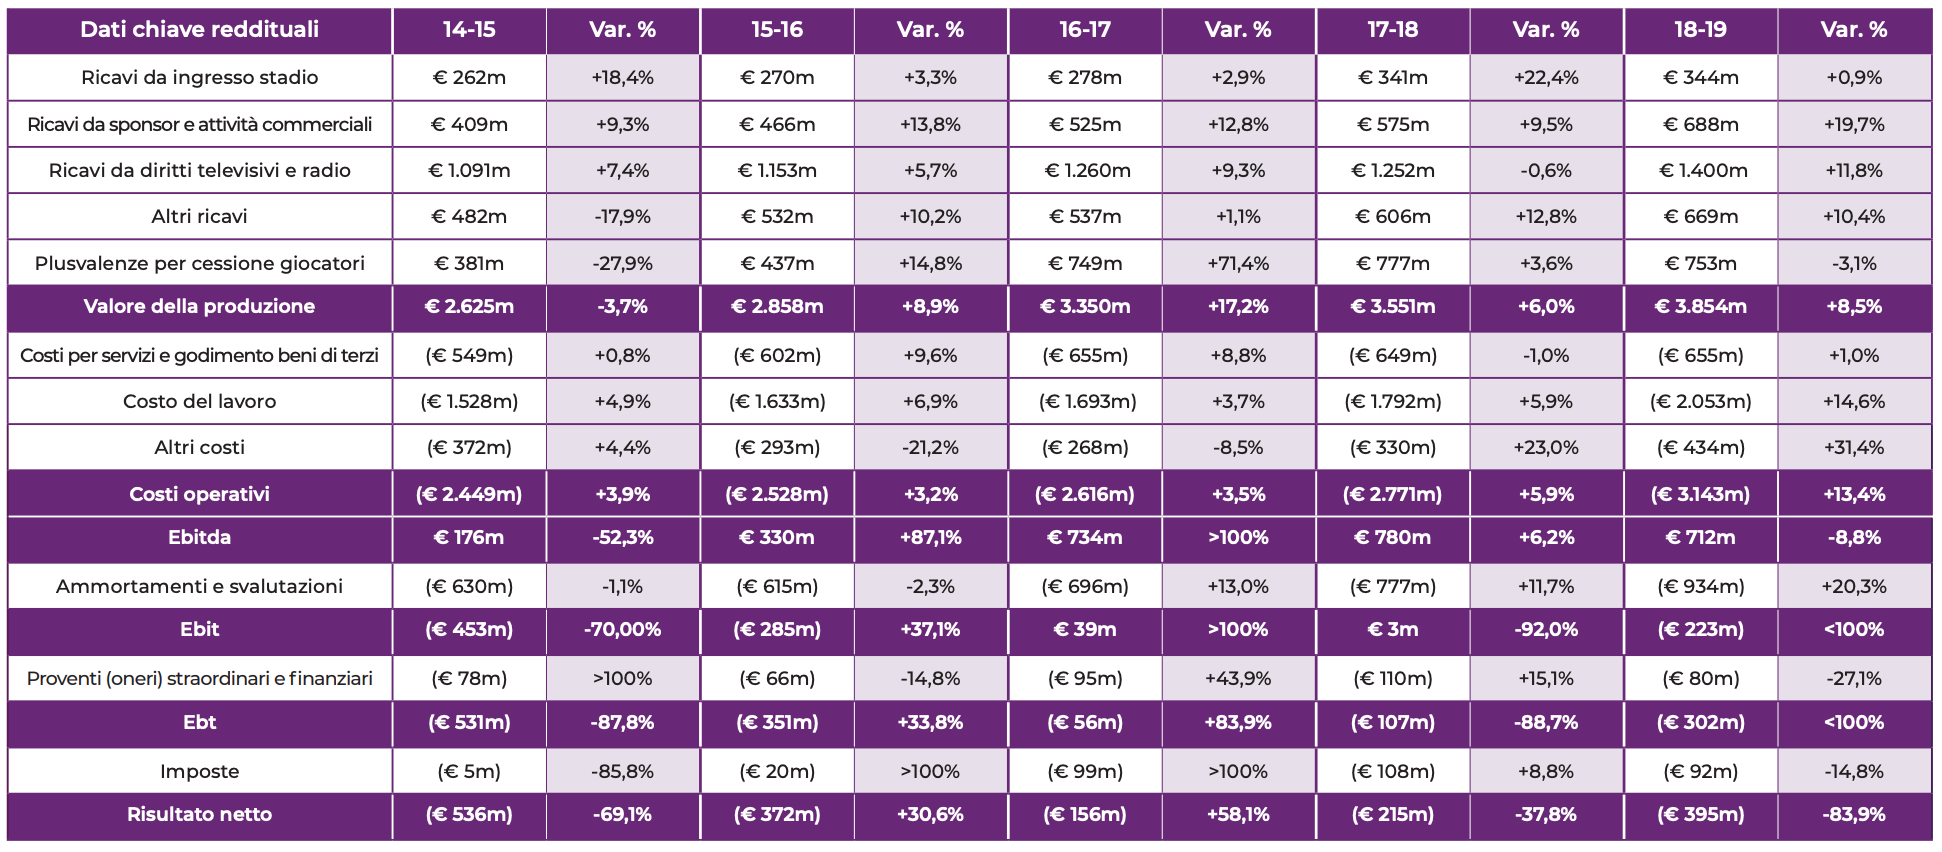 Dati chiave reddituali 14-15 Var. % 15-16 Var. % 16-17 Var. % 17-18 Var. % 18-19 Var. %
Ricavi da ingresso stadio € 262m +18,4% € 270m +3,3% € 278m +2,9% € 341m +22,4% € 344m +0,9%
Ricavi da sponsor e attività commerciali € 409m +9,3% € 466m +13,8% € 525m +12,8% € 575m +9,5% € 688m +19,7%
Ricavi da diritti televisivi e radio € 1.091m +7,4% € 1.153m +5,7% € 1.260m +9,3% € 1.252m -0,6% € 1.400m +11,8%
Altri ricavi € 482m -17,9% € 532m +10,2% € 537m +1,1% € 606m +12,8% € 669m +10,4%
Plusvalenze per cessione giocatori € 381m -27,9% € 437m +14,8% € 749m +71,4% € 777m +3,6% € 753m -3,1%
Valore della produzione € 2.625m -3,7% € 2.858m +8,9% € 3.350m +17,2% € 3.551m +6,0% € 3.854m +8,5%
Costi per servizi e godimento beni di terzi (€ 549m) +0,8% (€ 602m) +9,6% (€ 655m) +8,8% (€ 649m) -1,0% (€ 655m) +1,0%
Costo del lavoro (€ 1.528m) +4,9% (€ 1.633m) +6,9% (€ 1.693m) +3,7% (€ 1.792m) +5,9% (€ 2.053m) +14,6%
Altri costi (€ 372m) +4,4% (€ 293m) -21,2% (€ 268m) -8,5% (€ 330m) +23,0% (€ 434m) +31,4%
Costi operativi (€ 2.449m) +3,9% (€ 2.528m) +3,2% (€ 2.616m) +3,5% (€ 2.771m) +5,9% (€ 3.143m) +13,4%
Ebitda € 176m -52,3% € 330m +87,1% € 734m >100% € 780m +6,2% € 712m -8,8%
Ammortamenti e svalutazioni (€ 630m) -1,1% (€ 615m) -2,3% (€ 696m) +13,0% (€ 777m) +11,7% (€ 934m) +20,3%
Ebit (€ 453m) -70,00% (€ 285m) +37,1% € 39m >100% € 3m -92,0% (€ 223m) <100%
Proventi (oneri) straordinari e finanziari (€ 78m) >100% (€ 66m) -14,8% (€ 95m) +43,9% (€ 110m) +15,1% (€ 80m) -27,1%
Ebt (€ 531m) -87,8% (€ 351m) +33,8% (€ 56m) +83,9% (€ 107m) -88,7% (€ 302m) <100%
Imposte (€ 5m) -85,8% (€ 20m) >100% (€ 99m) >100% (€ 108m) +8,8% (€ 92m) -14,8%
Risultato netto (€ 536m) -69,1% (€ 372m) +30,6% (€ 156m) +58,1% (€ 215m) -37,8% (€ 395m) -83,9%